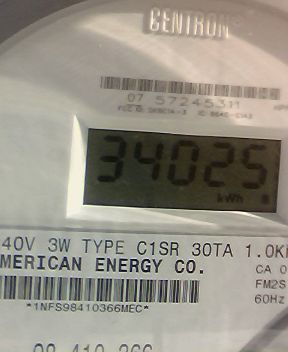 CENTRON
07 57245311
34025
kWh
40V 3W TYPE C1SR 30TA 1.0K
MERICAN ENERGY CO.
CA 0
FM2S
60Hz
*1NFS98410366MEC*